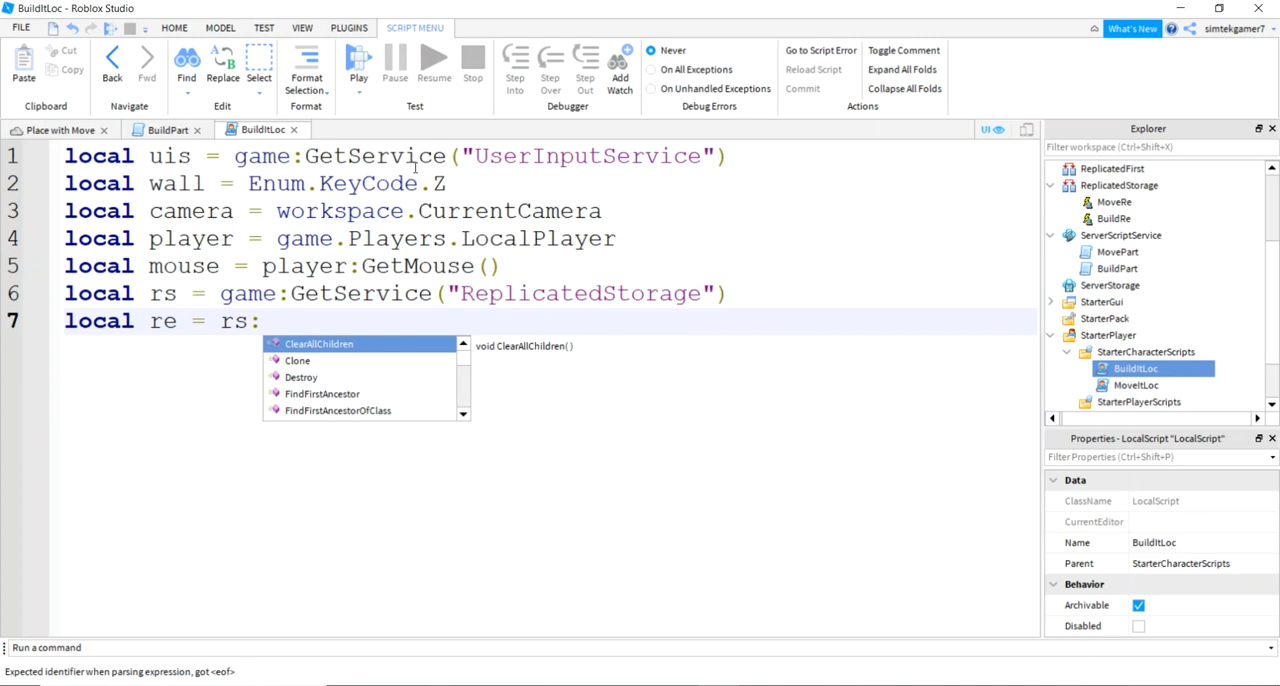 BuildItLoc - Roblox Studio
FILE HOME MODEL TEST VIEW PLUGINS SCRIPT MENU What's New simtekgamer7
Paste Cut Copy Back Fwd Find Replace Select Format Selection Play Pause Resume Stop Step Into Step Over Step Out Add Watch
Never Go to Script Error Toggle Comment
On All Exceptions Reload Script Expand All Folds
On Unhandled Exceptions Commit Collapse All Folds
Clipboard Navigate Edit Format Test Debugger Debug Errors Actions
Place with Move BuildPart BuildItLoc UI
1 local uis = game:GetService("UserInputService")
2 local wall = Enum.KeyCode.Z
3 local camera = workspace.CurrentCamera
4 local player = game.Players.LocalPlayer
5 local mouse = player:GetMouse()
6 local rs = game:GetService("ReplicatedStorage")
7 local re = rs:
ClearAllChildren void ClearAllChildren()
Clone
Destroy
FindFirstAncestor
FindFirstAncestorOfClass
Explorer
Filter workspace (Ctrl+Shift+X)
ReplicatedFirst
ReplicatedStorage
MoveRe
BuildRe
ServerScriptService
MovePart
BuildPart
ServerStorage
StarterGui
StarterPack
StarterPlayer
StarterCharacterScripts
BuildItLoc
MoveItLoc
StarterPlayerScripts
Properties - LocalScript "LocalScript"
Filter Properties (Ctrl+Shift+P)
Data
ClassName LocalScript
CurrentEditor
Name BuildItLoc
Parent StarterCharacterScripts
Behavior
Archivable
Disabled
Run a command
Expected identifier when parsing expression, got <eof>